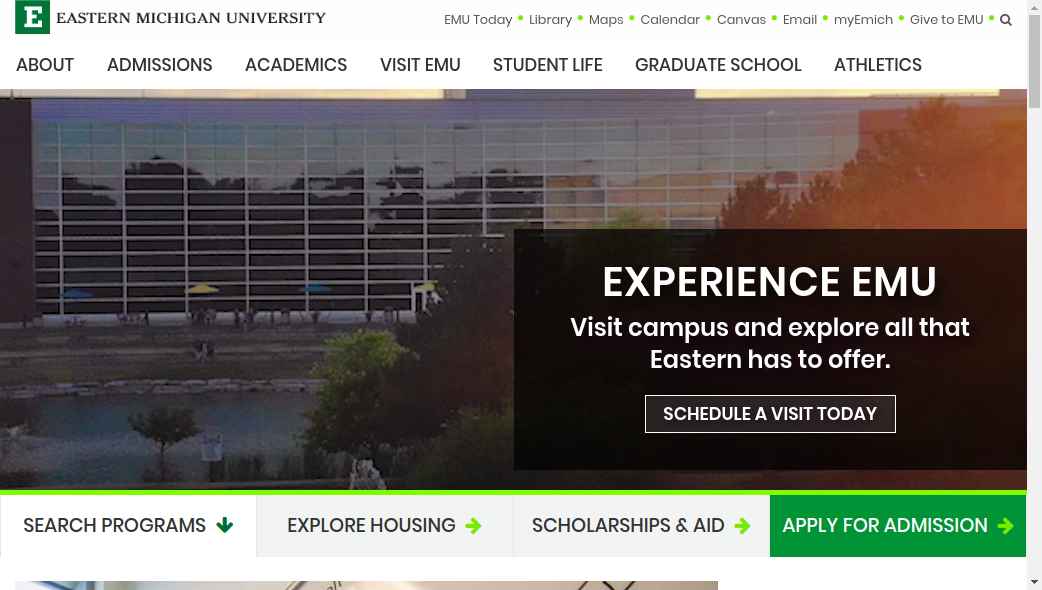 E EASTERN MICHIGAN UNIVERSITY
EMU Today • Library • Maps • Calendar • Canvas • Email • myEmich • Give to EMU •
ABOUT ADMISSIONS ACADEMICS VISIT EMU STUDENT LIFE GRADUATE SCHOOL ATHLETICS
EXPERIENCE EMU
Visit campus and explore all that
Eastern has to offer.
SCHEDULE A VISIT TODAY
SEARCH PROGRAMS EXPLORE HOUSING SCHOLARSHIPS & AID APPLY FOR ADMISSION